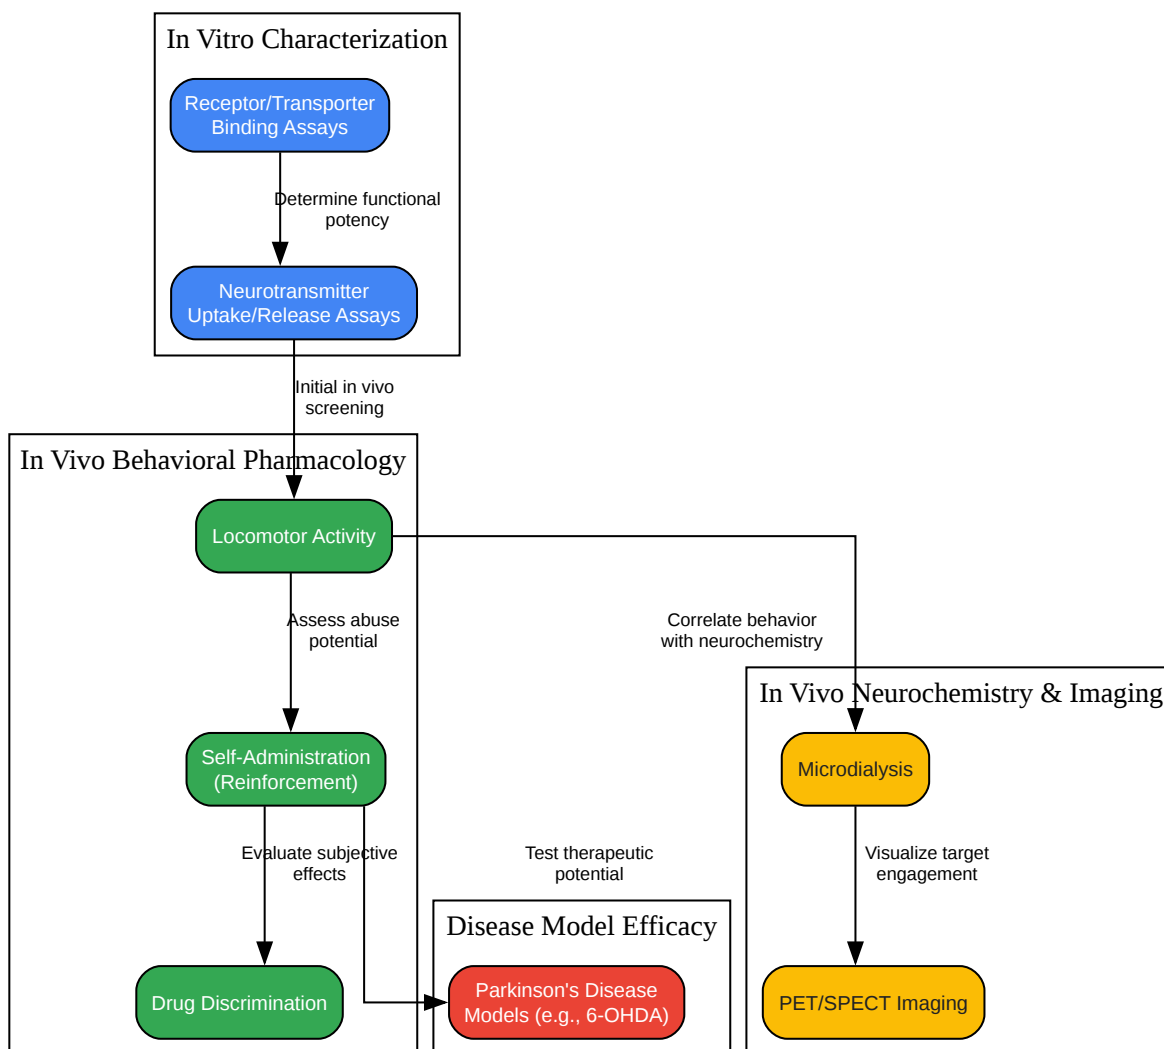 In Vitro Characterization
Receptor/Transporter
Binding Assays
Determine functional
potency
Neurotransmitter
Uptake/Release Assays
Initial in vivo
screening
In Vivo Behavioral Pharmacology
Locomotor Activity
Assess abuse
potential
Correlate behavior
with neurochemistry
In Vivo Neurochemistry & Imaging
Self-Administration
(Reinforcement)
Microdialysis
Evaluate subjective
effects
Test therapeutic
potential
Visualize target
engagement
Disease Model Efficacy
Drug Discrimination
Parkinson's Disease
Models (e.g., 6-OHDA)
PET/SPECT Imaging